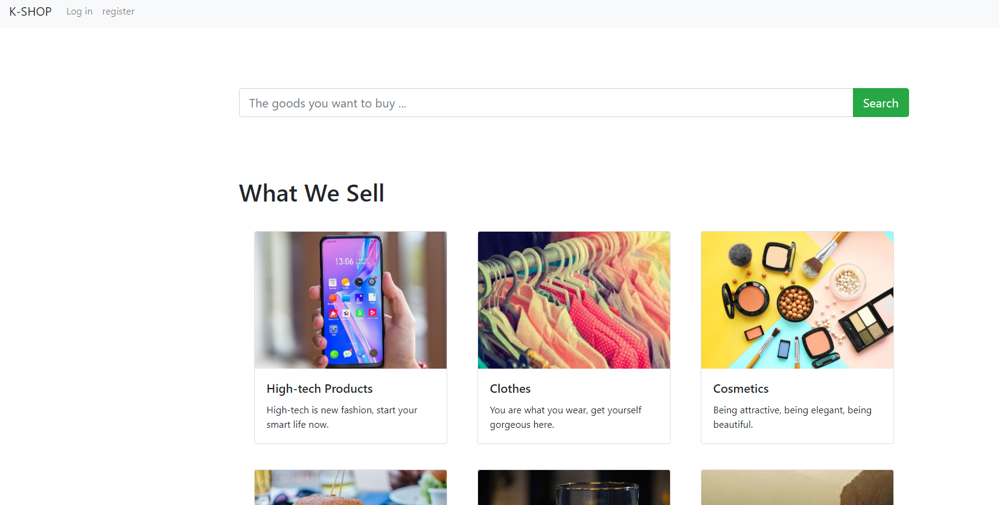 K-SHOP Log in register
The goods you want to buy ...
Search
What We Sell
13:06
High-tech Products
High-tech is new fashion, start your
smart life now.
Clothes
You are what you wear, get yourself
gorgeous here.
Cosmetics
Being attractive, being elegant, being
beautiful.